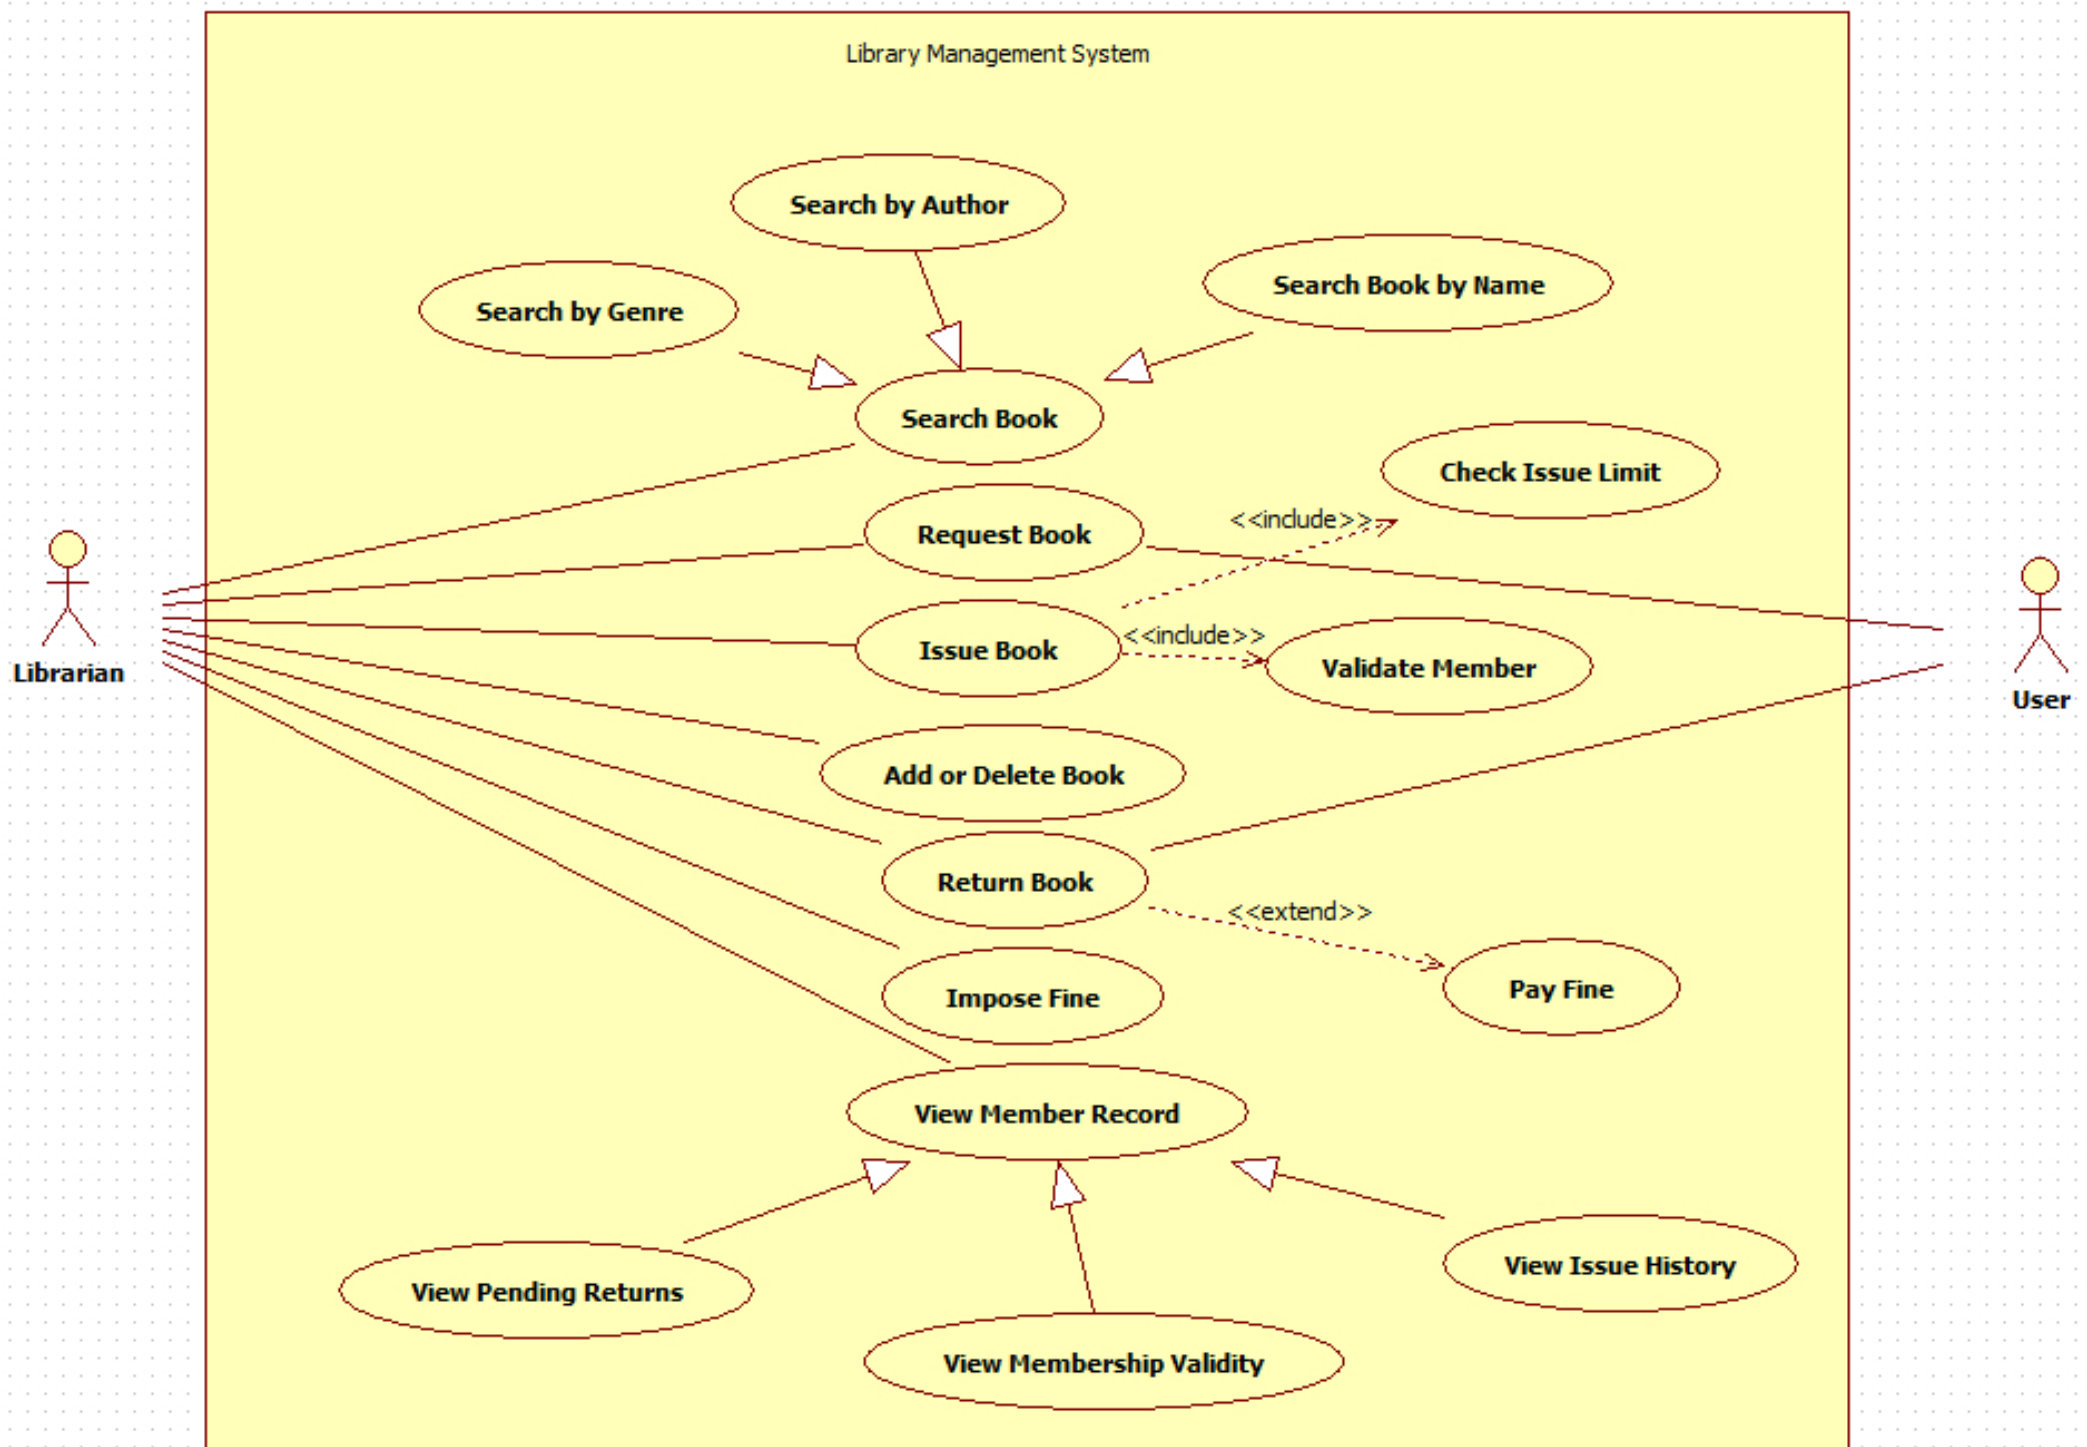 Library Management System
Search by Author
Search Book by Name
Search by Genre
Search Book
Check Issue Limit
<<include>>
Request Book
<<include>>
Issue Book
Validate Member
Librarian
User
Add or Delete Book
Return Book
<<extend>>
Pay Fine
Impose Fine
View Member Record
View Issue History
View Pending Returns
View Membership Validity